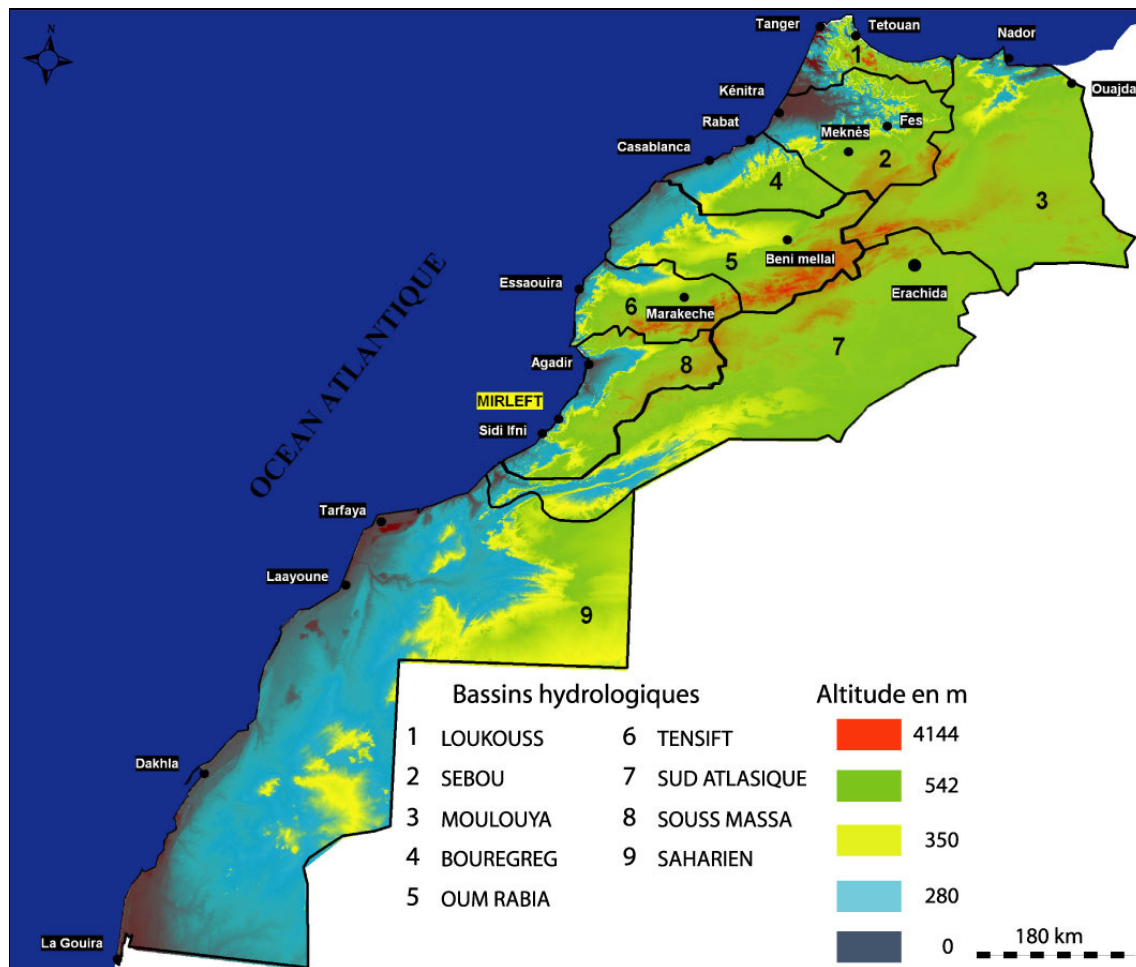 N
Tanger
Tetouan
Nador
1
Ouajda
Kénitra
Rabat
Fes
Meknès
Casablanca
2
4
3
Beni mellal
5
Erachida
Essaouira
6
Marakeche
7
Agadir
8
OCEAN ATLANTIQUE
MIRLEFT
Sidi Ifni
Tarfaya
Laayoune
9
Dakhla
La Gouira
Bassins hydrologiques
1 LOUKOUSS
2 SEBOU
3 MOULOUYA
4 BOUREGREG
5 OUM RABIA
6 TENSIFT
7 SUD ATLASIQUE
8 SOUSS MASSA
9 SAHARIEN
Altitude en m
4144
542
350
280
0
180 km